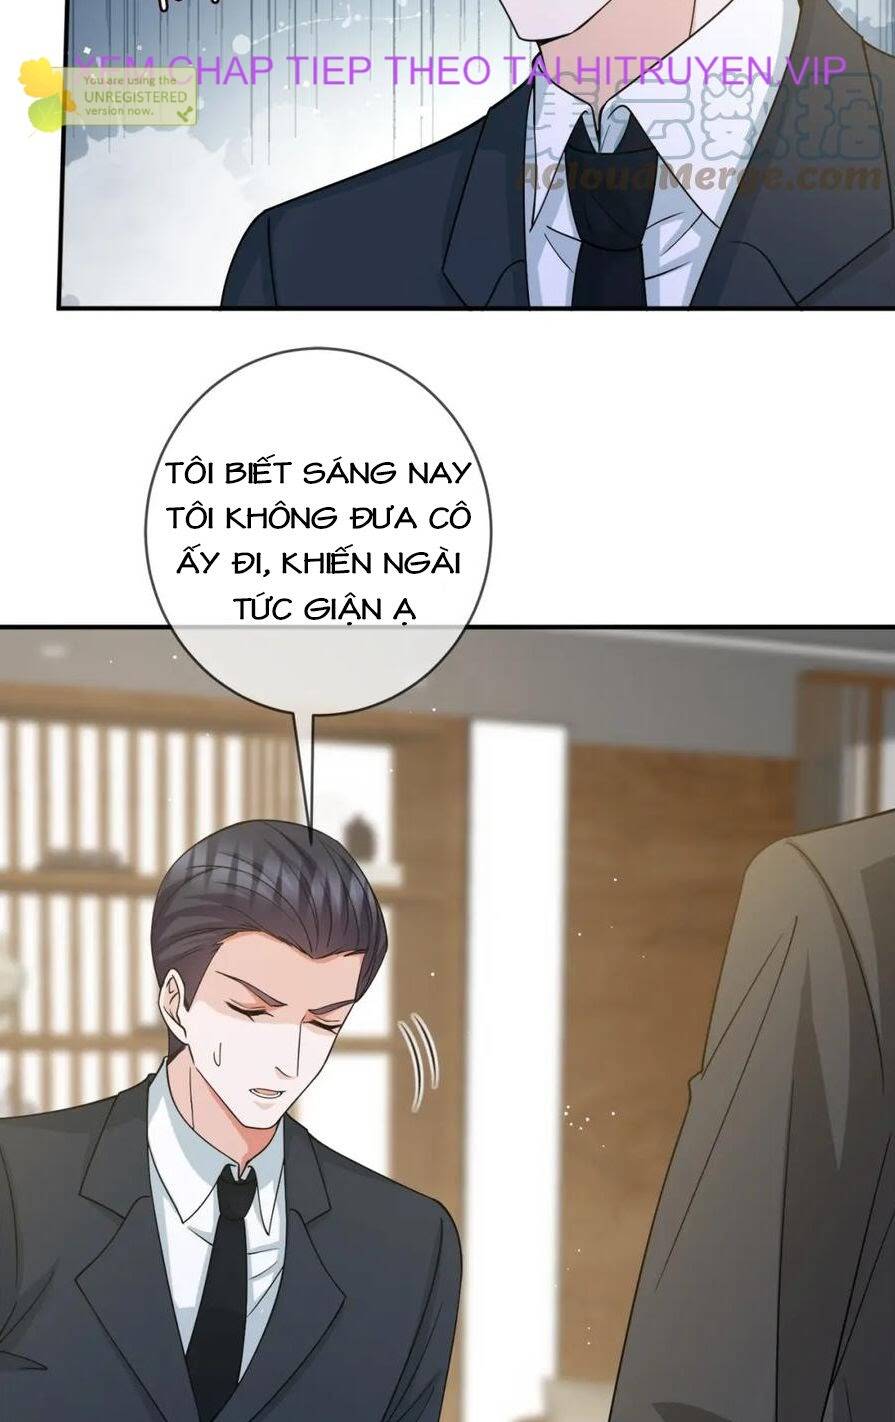 XEM CHAP TIEP THEO TAI HITRUYEN.VIP
You are using the
UNREGISTERED
version now.
AcloudMerge.com
TÔI BIẾT SÁNG NAY
TÔI KHÔNG ĐƯA CÔ
ẤY ĐI, KHIẾN NGÀI
TỨC GIẬN Ạ